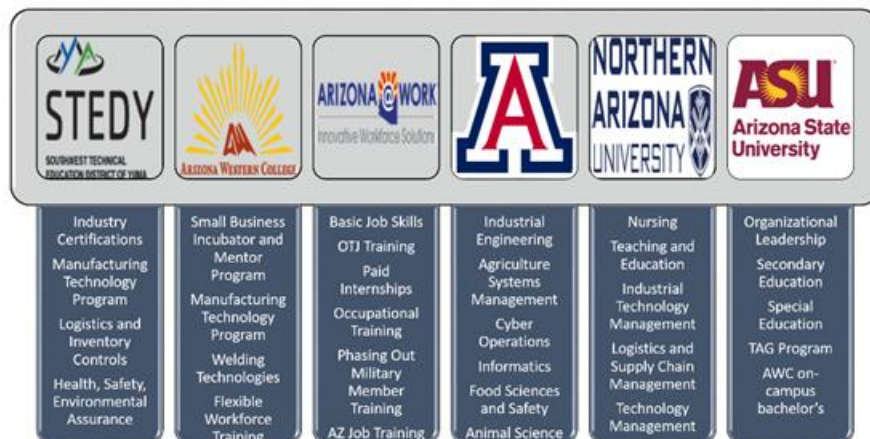 STEDY
SOUTHWEST TECHNICAL
EDUCATION DISTRICT OF YUMA
Industry
Certifications
Manufacturing
Technology
Program
Logistics and
Inventory
Controls
Health, Safety,
Environmental
Assurance
ARIZONA WESTERN COLLEGE
Small Business
Incubator and
Mentor
Program
Manufacturing
Technology
Program
Welding
Technologies
Flexible
Workforce
Training
ARIZONA@WORK
Innovative Workforce Solutions
Basic Job Skills
OTJ Training
Paid
Internships
Occupational
Training
Phasing Out
Military
Member
Training
AZ Job Training
A
Industrial
Engineering
Agriculture
Systems
Management
Cyber
Operations
Informatics
Food Sciences
and Safety
Animal Science
NORTHERN
ARIZONA
UNIVERSITY
Nursing
Teaching and
Education
Industrial
Technology
Management
Logistics and
Supply Chain
Management
Technology
Management
ASU
Arizona State
University
Organizational
Leadership
Secondary
Education
Special
Education
TAG Program
AWC on-
campus
bachelor's